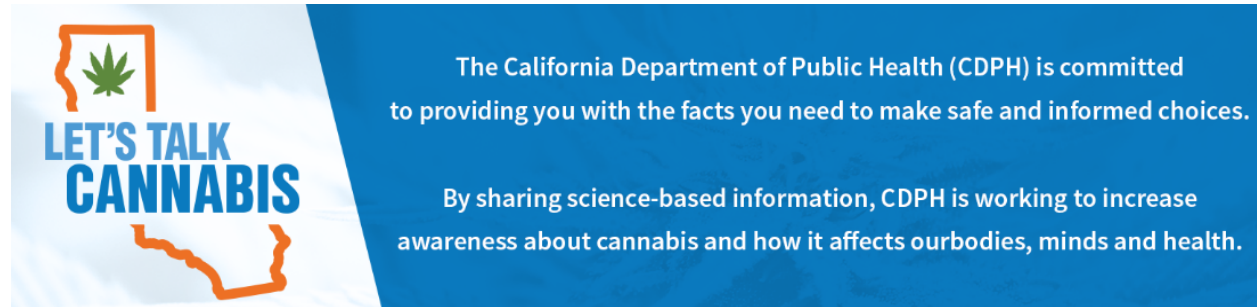 LET'S TALK
CANNABIS
The California Department of Public Health (CDPH) is committed
to providing you with the facts you need to make safe and informed choices.
By sharing science-based information, CDPH is working to increase
awareness about cannabis and how it affects ourbodies, minds and health.